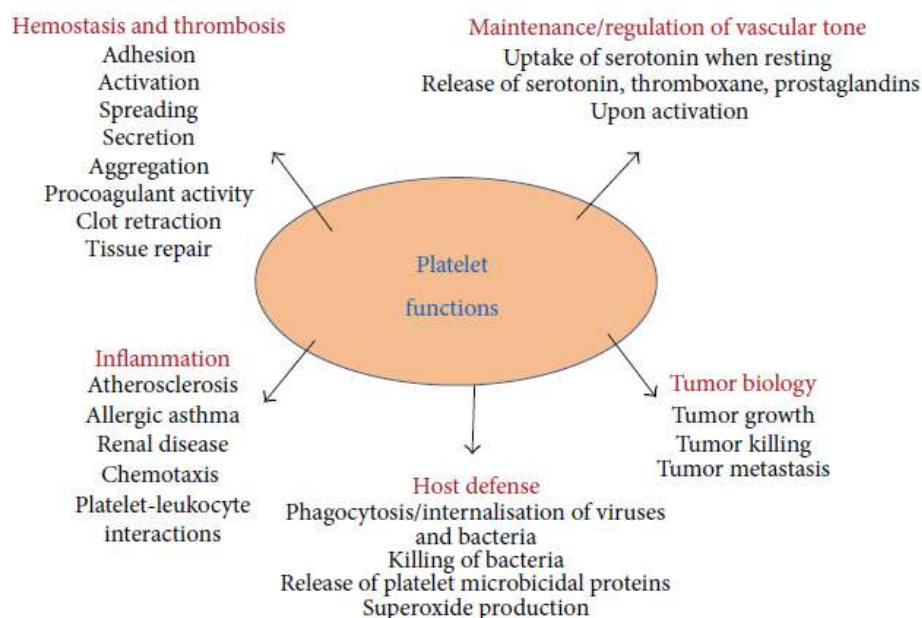 Hemostasis and thrombosis
Adhesion
Activation
Spreading
Secretion
Aggregation
Procoagulant activity
Clot retraction
Tissue repair
Maintenance/regulation of vascular tone
Uptake of serotonin when resting
Release of serotonin, thromboxane, prostaglandins
Upon activation
Platelet
functions
Inflammation
Atherosclerosis
Allergic asthma
Renal disease
Chemotaxis
Platelet-leukocyte
interactions
Host defense
Phagocytosis/internalisation of viruses
and bacteria
Killing of bacteria
Release of platelet microbicidal proteins
Superoxide production
Tumor biology
Tumor growth
Tumor killing
Tumor metastasis